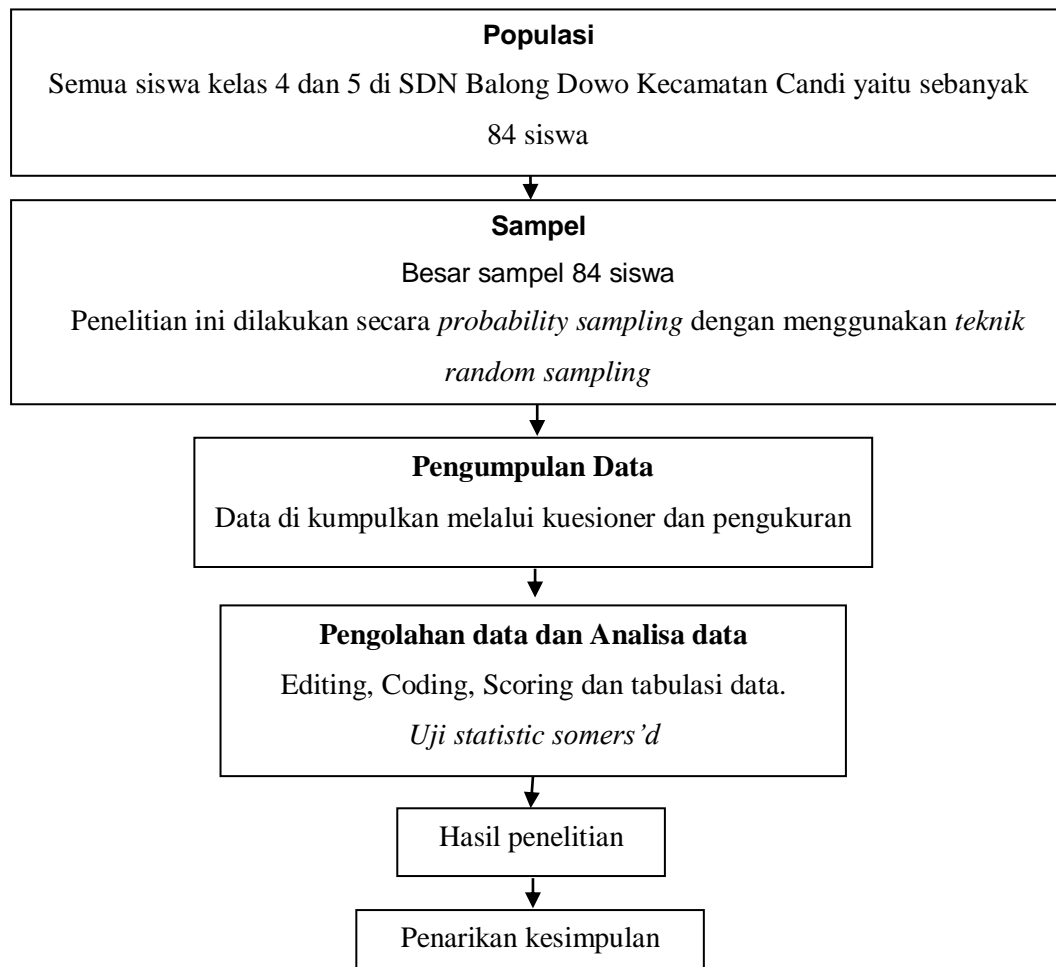 Populasi
Semua siswa kelas 4 dan 5 di SDN Balong Dowo Kecamatan Candi yaitu sebanyak
84 siswa
Sampel
Besar sampel 84 siswa
Penelitian ini dilakukan secara probability sampling dengan menggunakan teknik
random sampling
Pengumpulan Data
Data di kumpulkan melalui kuesioner dan pengukuran
Pengolahan data dan Analisa data
Editing, Coding, Scoring dan tabulasi data.
Uji statistic somers’d
Hasil penelitian
Penarikan kesimpulan